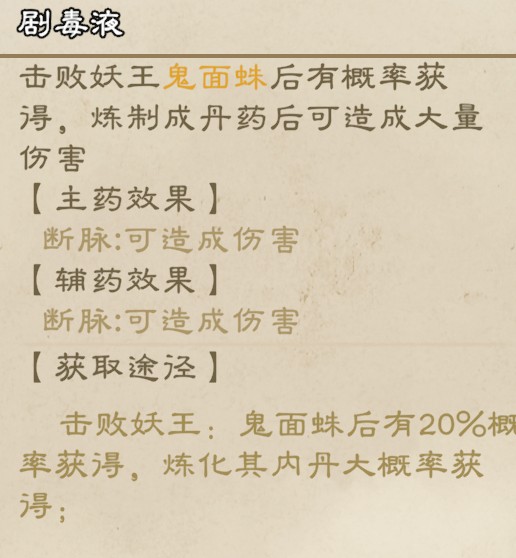 剧毒液
击败妖王鬼面蛛后有概率获
得，炼制成丹药后可造成大量
伤害
【主药效果】
断脉:可造成伤害
【辅药效果】
断脉:可造成伤害
【获取途径】
击败妖王：鬼面蛛后有20%概
率获得，炼化其内丹大概率获
得；